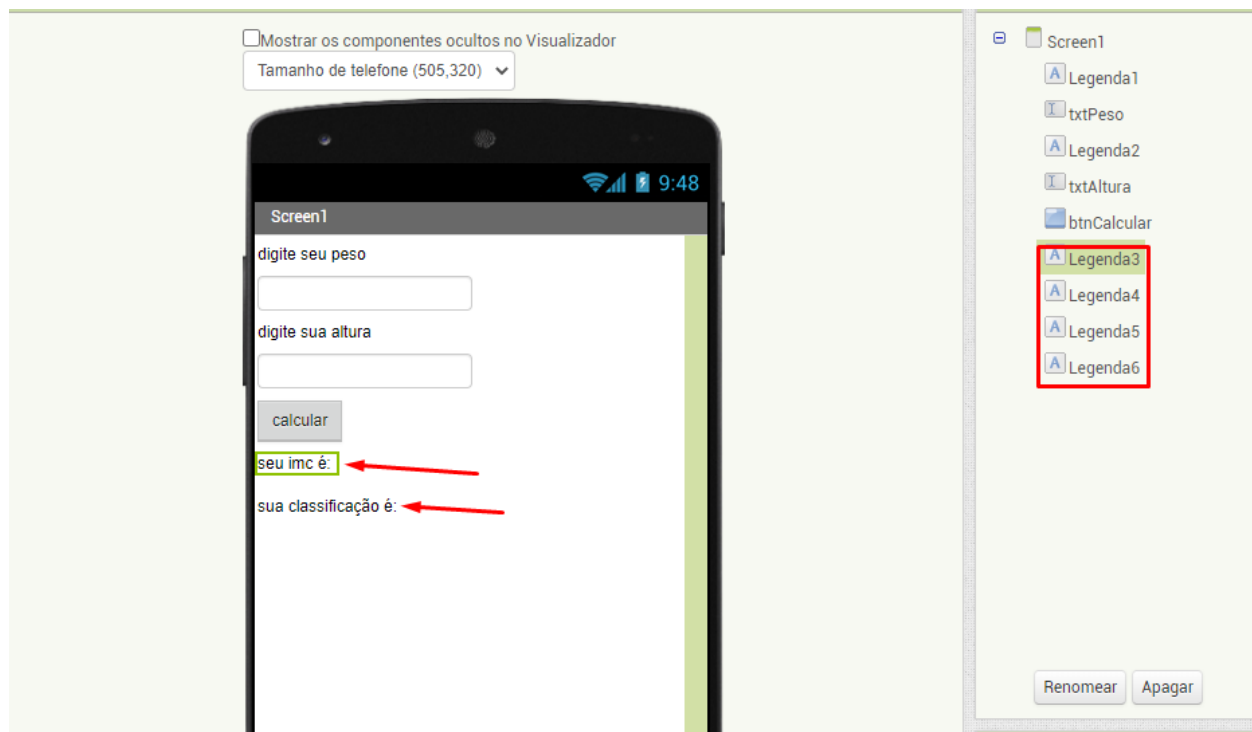 Mostrar os componentes ocultos no Visualizador
Tamanho de telefone (505,320)
9:48
Screen1
digite seu peso
digite sua altura
calcular
seu imc é:
sua classificação é:
Screen1
Legenda1
txtPeso
Legenda2
txtAltura
btnCalcular
Legenda3
Legenda4
Legenda5
Legenda6
Renomear Apagar